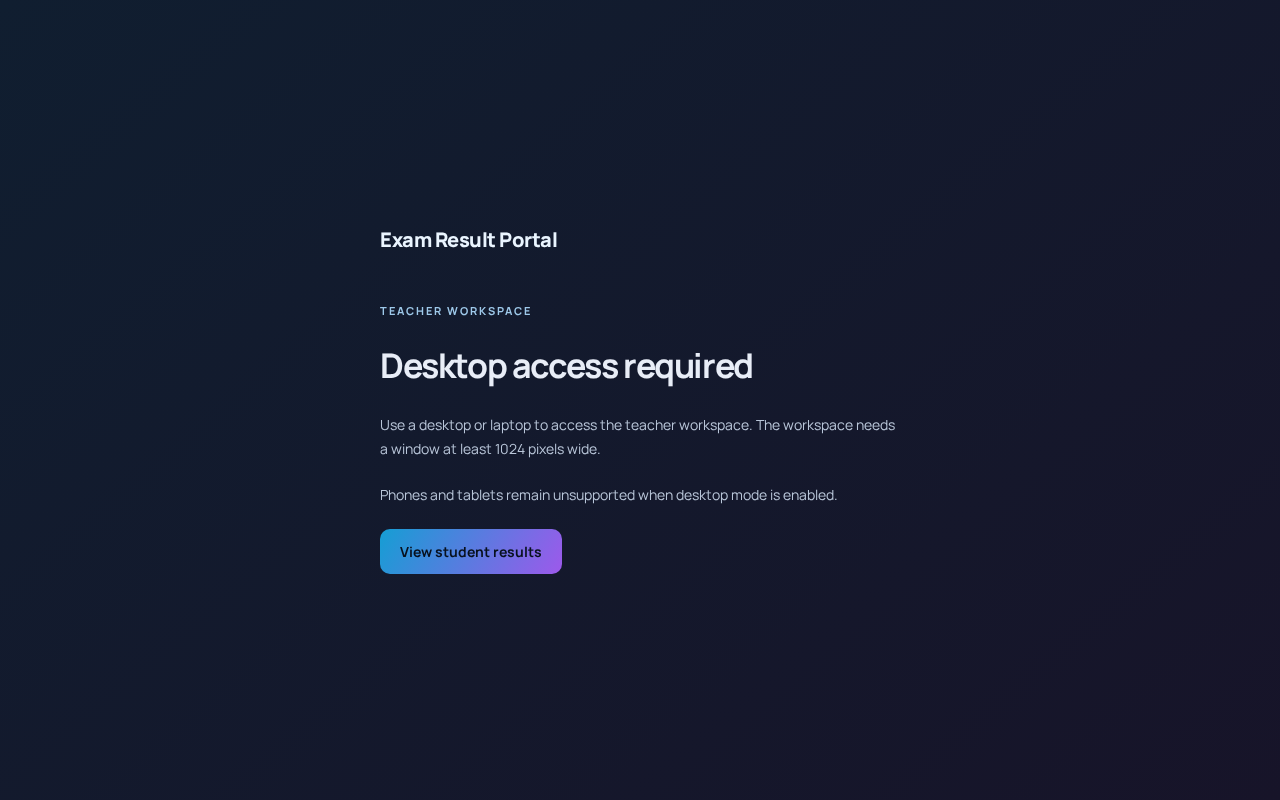 Exam Result Portal
TEACHER WORKSPACE
Desktop access required
Use a desktop or laptop to access the teacher workspace. The workspace needs
a window at least 1024 pixels wide.
Phones and tablets remain unsupported when desktop mode is enabled.
View student results